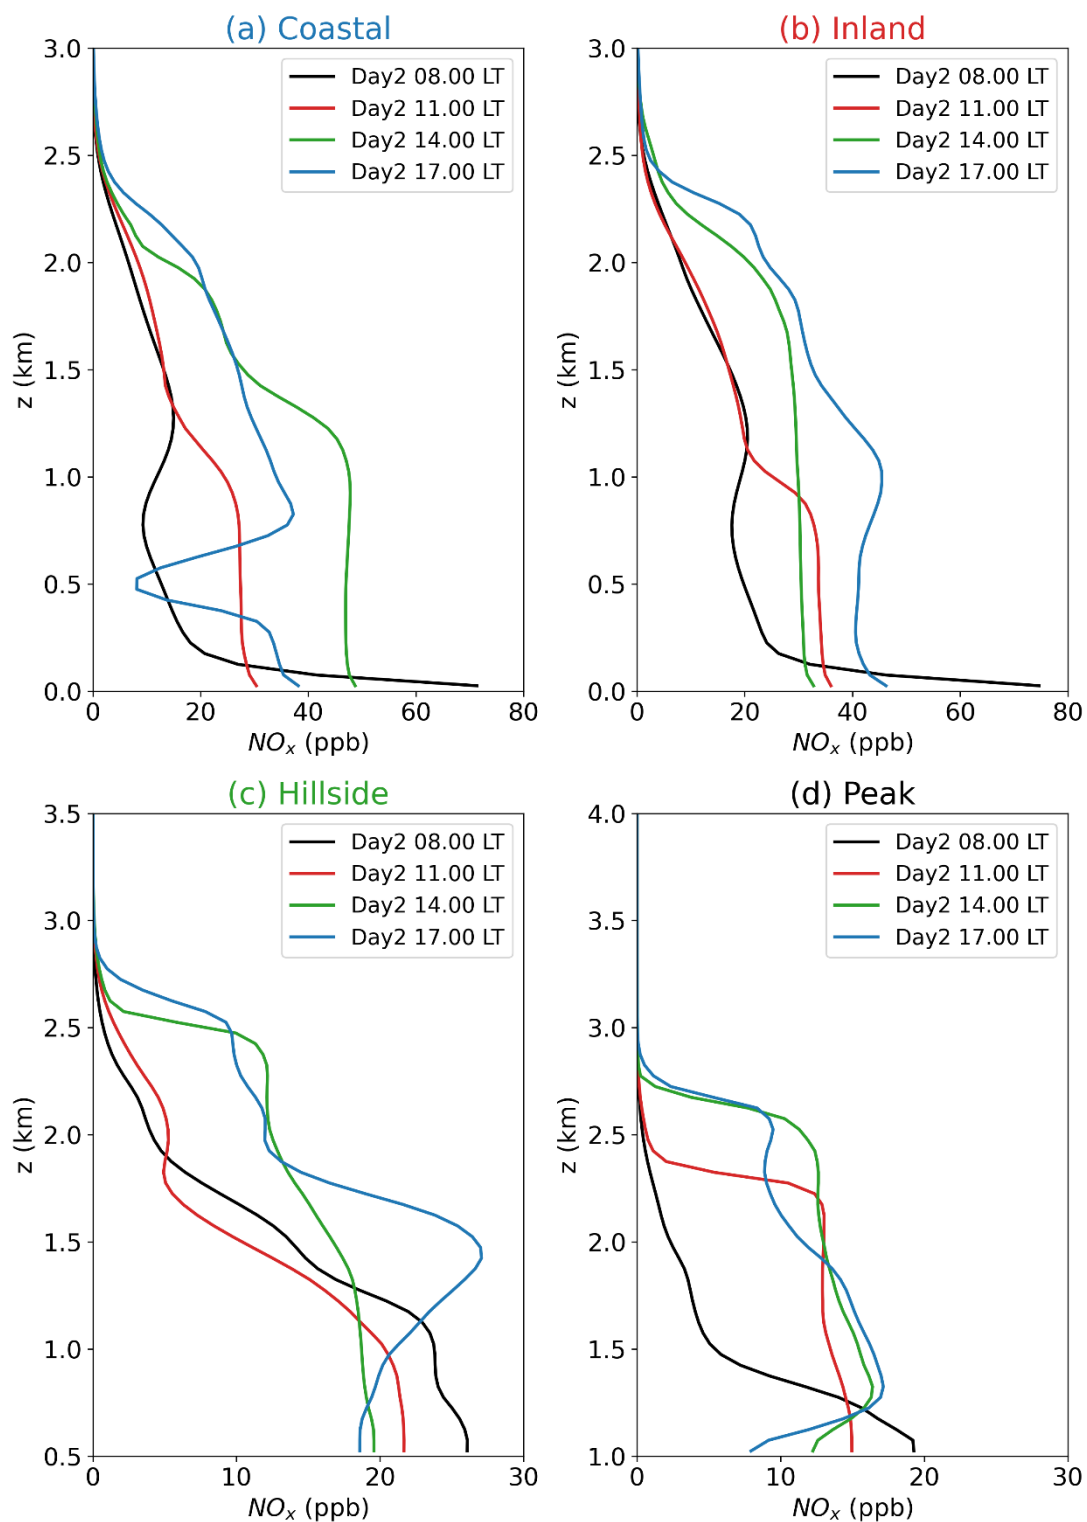 (a) Coastal
3.0
2.5
2.0
1.5
1.0
0.5
0.0
z (km)
0 20 40 60 80
NOx (ppb)
Day2 08.00 LT
Day2 11.00 LT
Day2 14.00 LT
Day2 17.00 LT
(b) Inland
3.0
2.5
2.0
1.5
1.0
0.5
0.0
z (km)
0 20 40 60 80
NOx (ppb)
Day2 08.00 LT
Day2 11.00 LT
Day2 14.00 LT
Day2 17.00 LT
(c) Hillside
3.5
3.0
2.5
2.0
1.5
1.0
0.5
z (km)
0 10 20 30
NOx (ppb)
Day2 08.00 LT
Day2 11.00 LT
Day2 14.00 LT
Day2 17.00 LT
(d) Peak
4.0
3.5
3.0
2.5
2.0
1.5
1.0
z (km)
0 10 20 30
NOx (ppb)
Day2 08.00 LT
Day2 11.00 LT
Day2 14.00 LT
Day2 17.00 LT